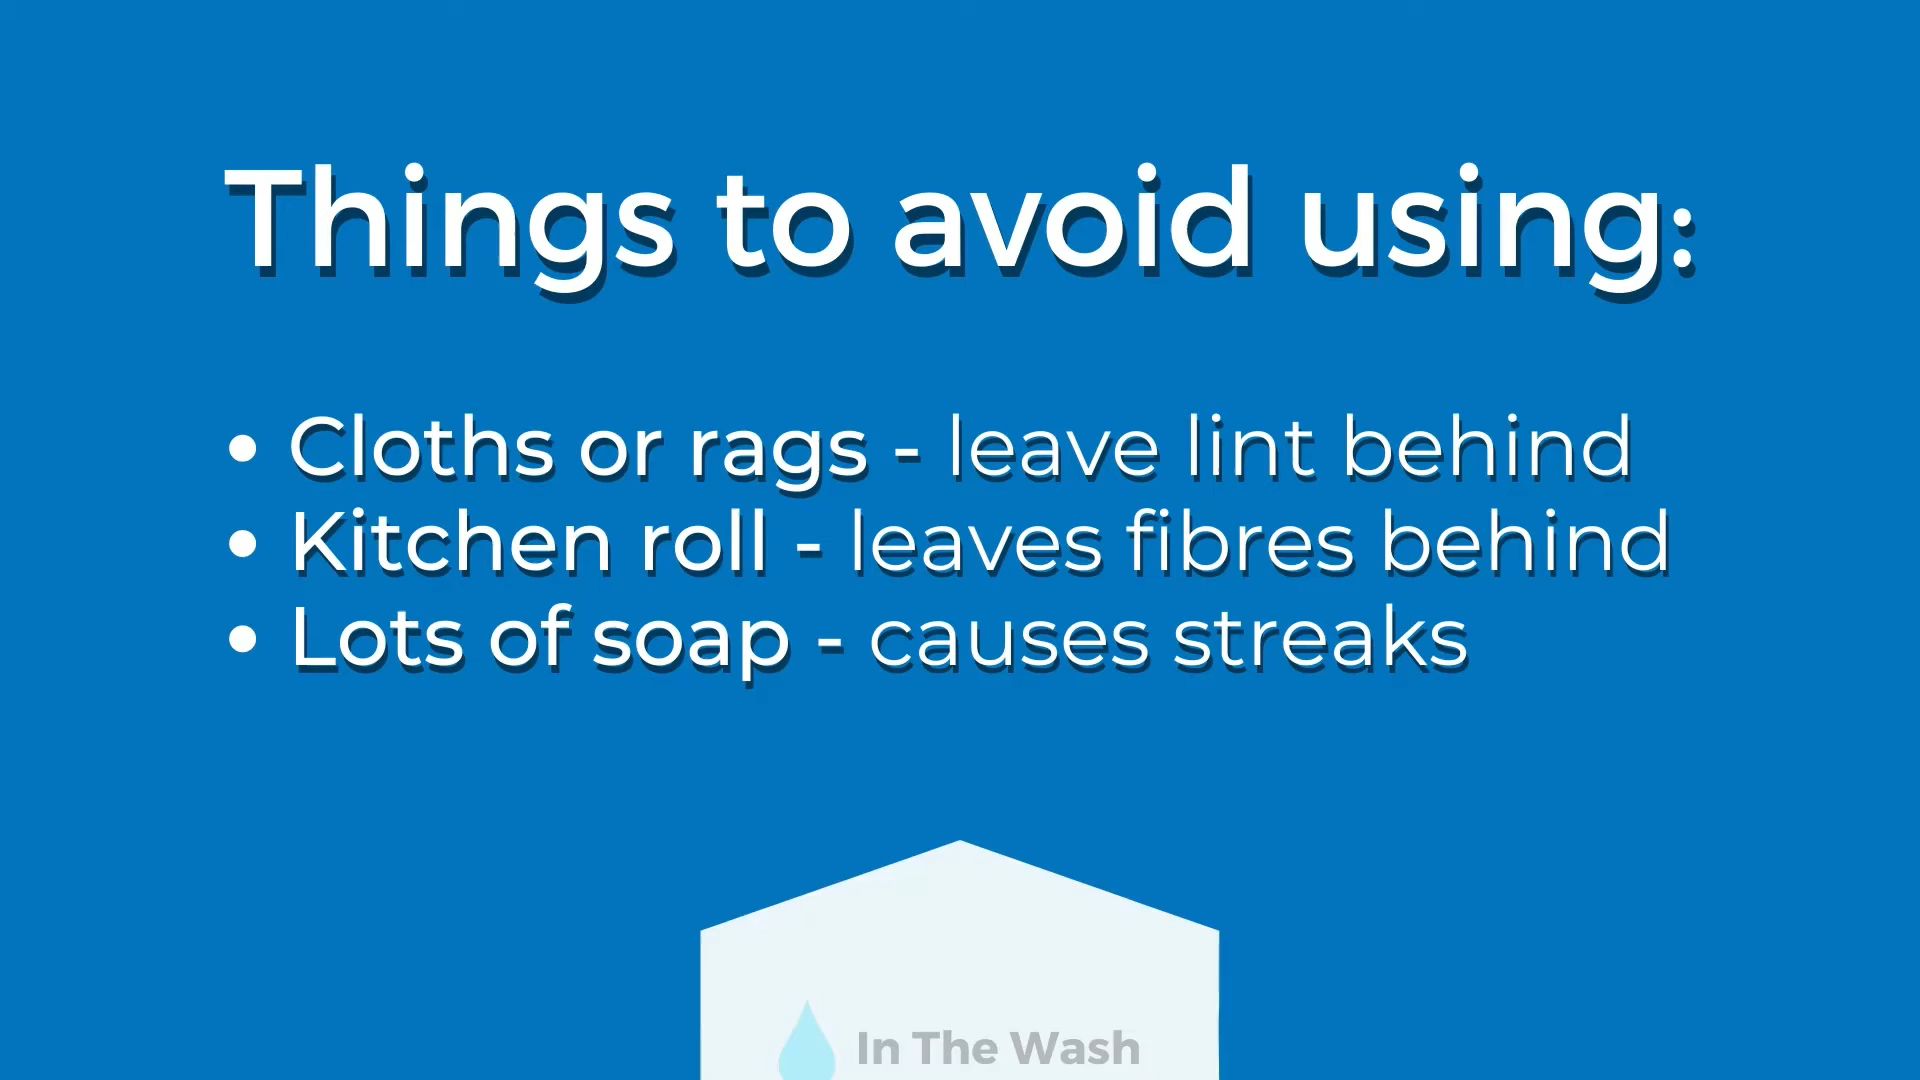 Things to avoid using:
• Cloths or rags - leave lint behind
• Kitchen roll - leaves fibres behind
• Lots of soap - causes streaks
In The Wash